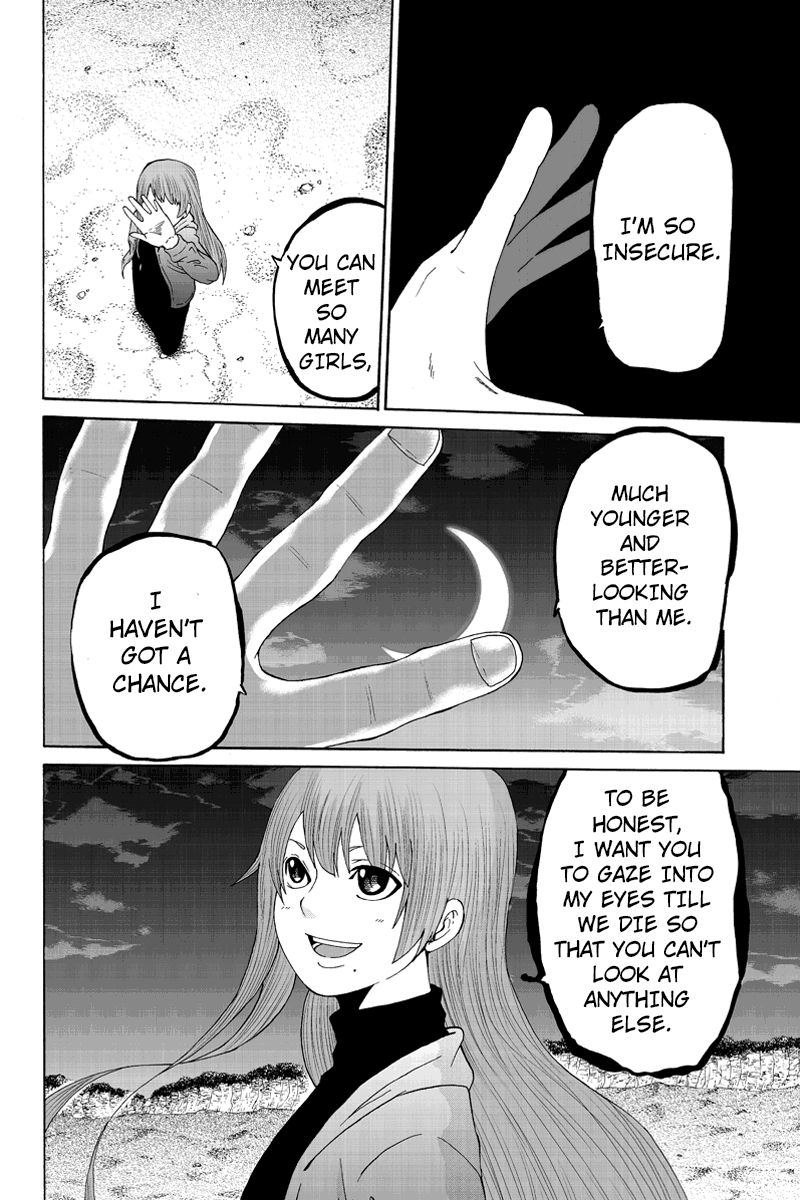 I'M SO
INSECURE.
YOU CAN
MEET
SO
MANY
GIRLS,
MUCH
YOUNGER
AND
BETTER-
LOOKING
THAN ME.
I
HAVEN'T
GOT A
CHANCE.
TO BE
HONEST,
I WANT YOU
TO GAZE INTO
MY EYES TILL
WE DIE SO
THAT YOU CAN'T
LOOK AT
ANYTHING
ELSE.